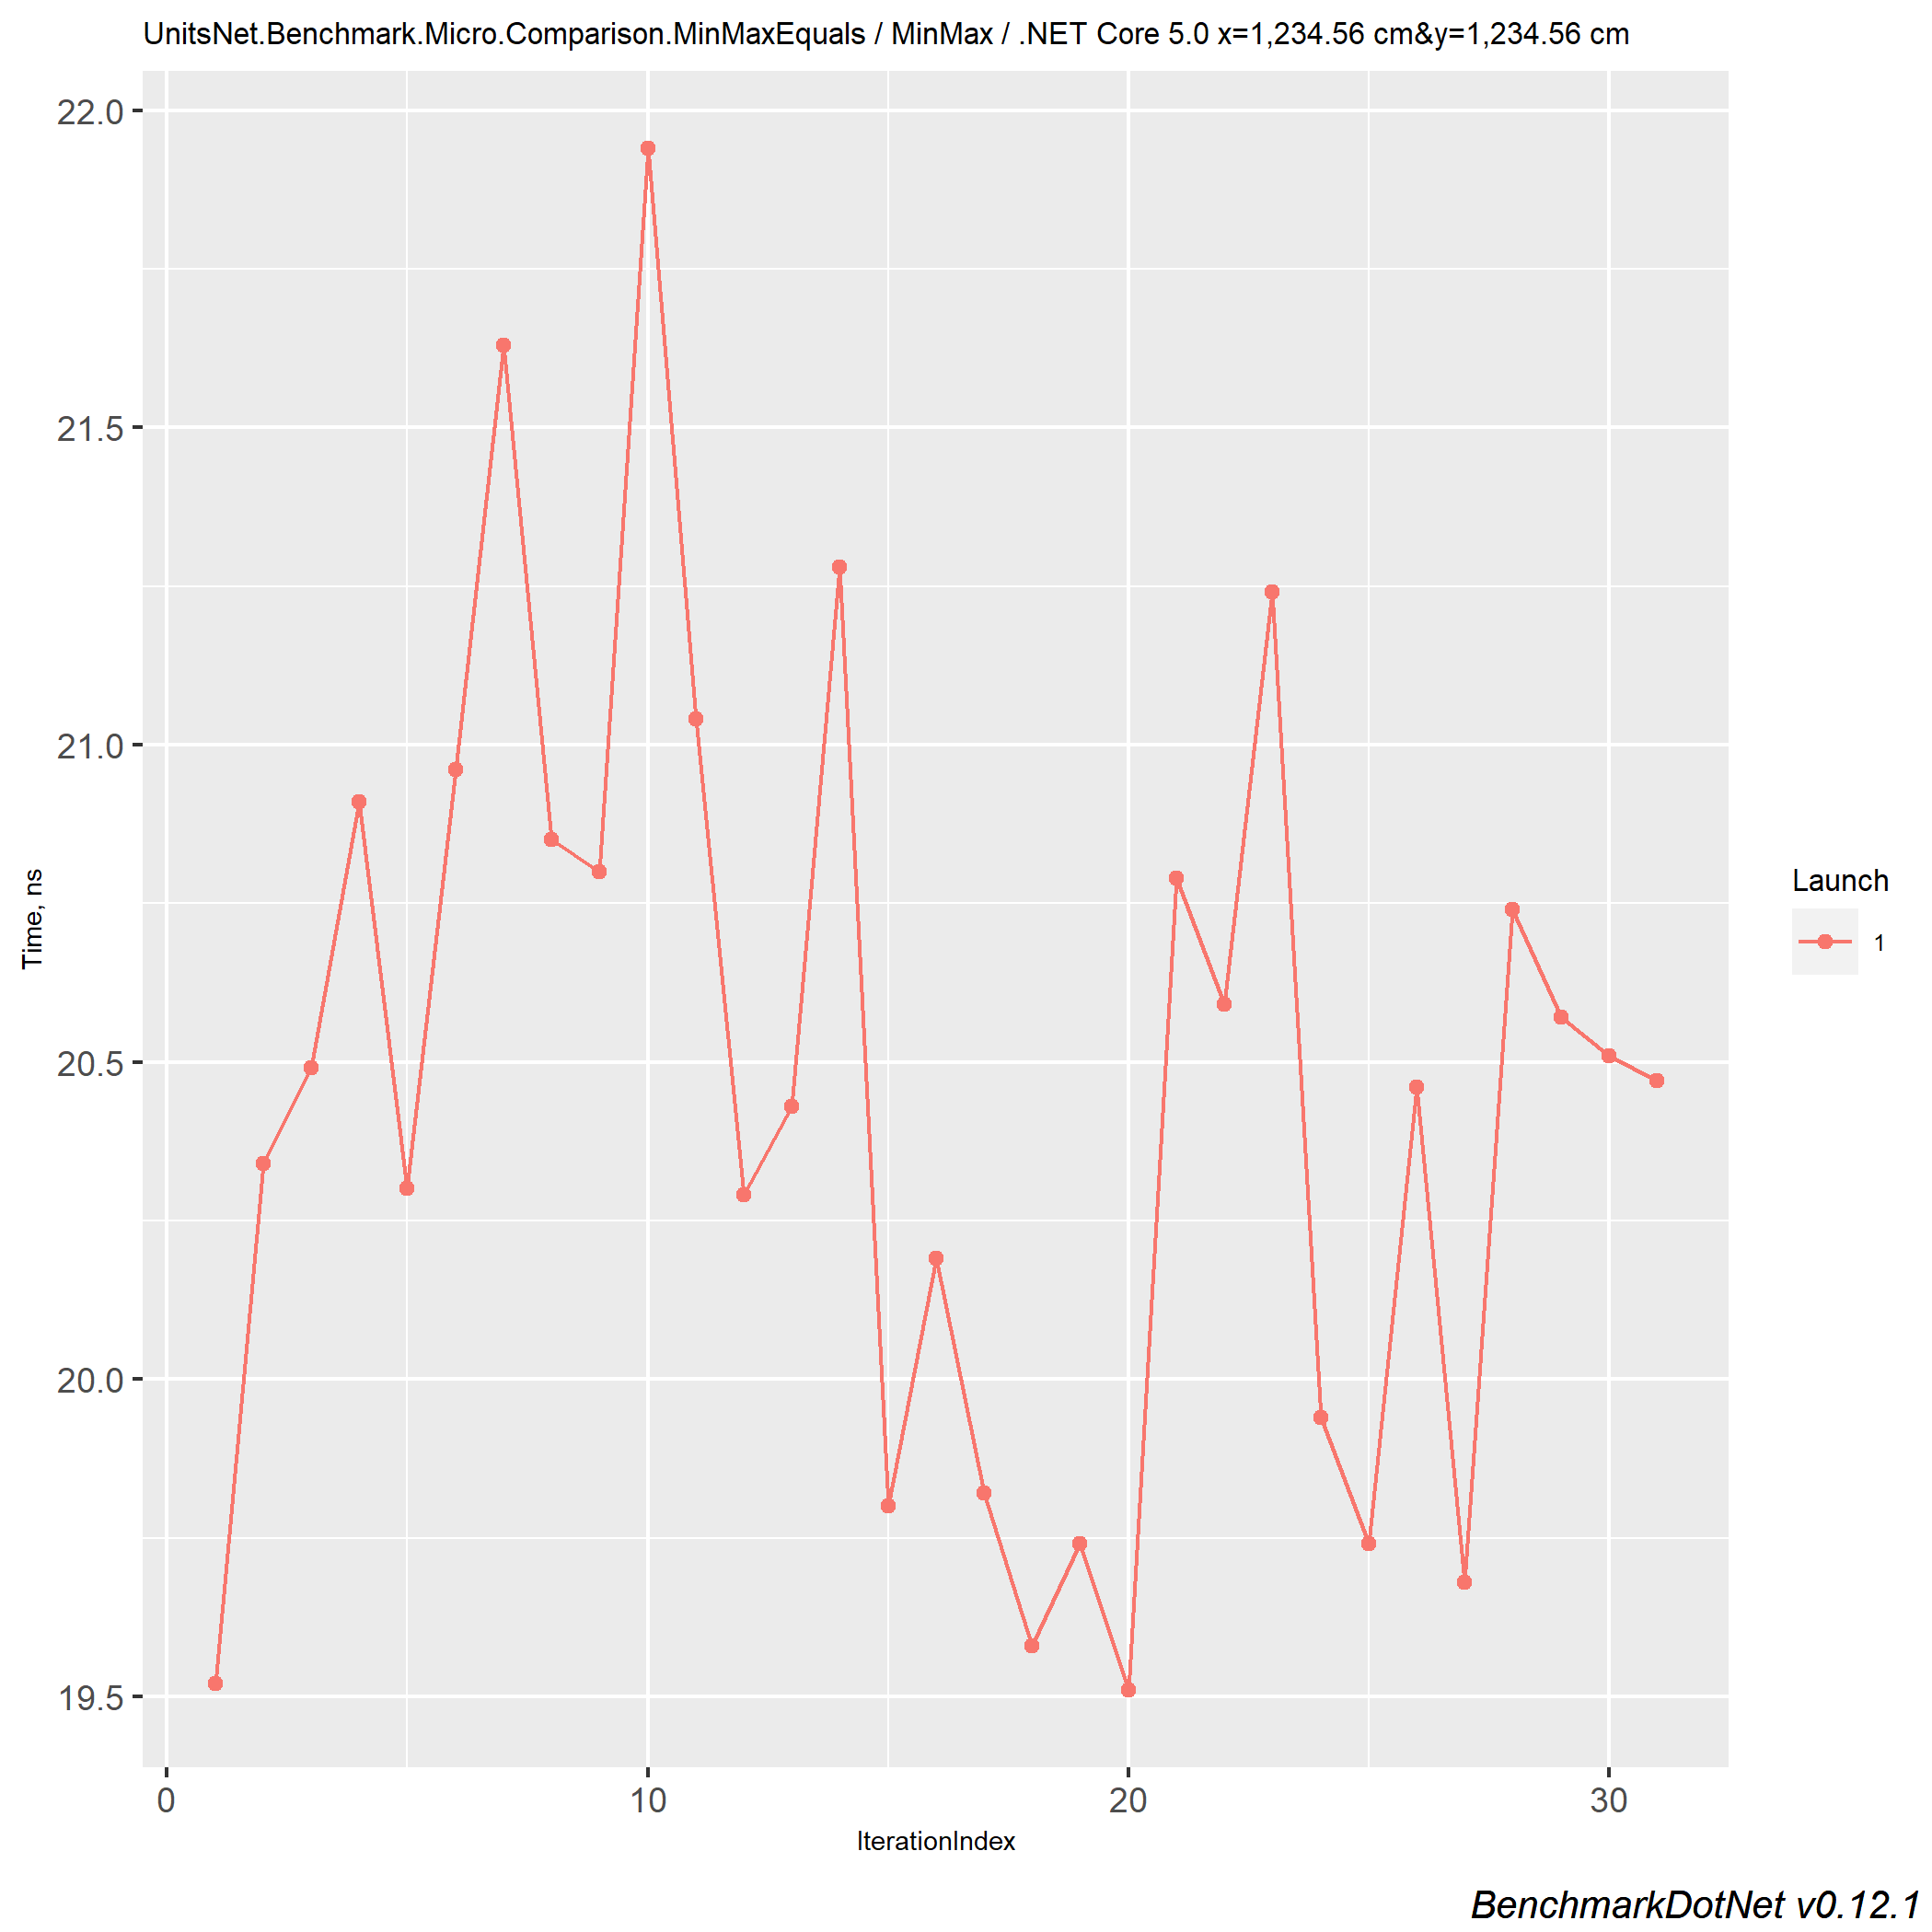 UnitsNet.Benchmark.Micro.Comparison.MinMaxEquals / MinMax / .NET Core 5.0 x=1,234.56 cm&y=1,234.56 cm
22.0
21.5
21.0
20.5
20.0
19.5
Time, ns
0 10 20 30
IterationIndex
Launch
1
BenchmarkDotNet v0.12.1